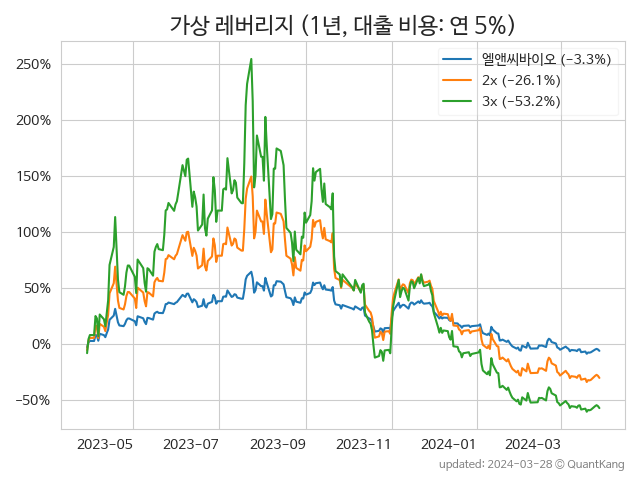 가상 레버리지 (1년, 대출 비용: 연 5%)
엘앤씨바이오 (−3.3%)
2x (−26.1%)
3x (−53.2%)
250%
200%
150%
100%
50%
0%
−50%
2023-05 2023-07 2023-09 2023-11 2024-01 2024-03
updated: 2024-03-28 © QuantKang